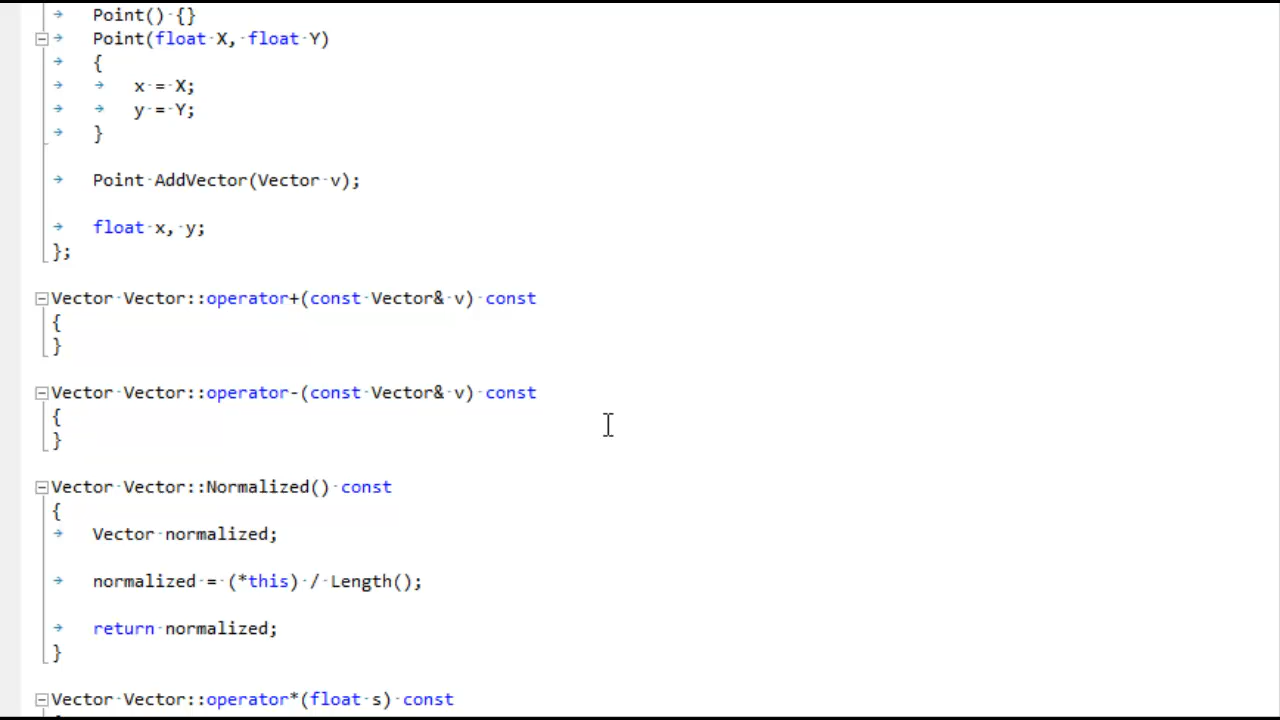 Point() {}
Point(float X, float Y)
{
x = X;
y = Y;
}
Point AddVector(Vector v);
float x, y;
};
Vector Vector::operator+(const Vector& v) const
{
}
Vector Vector::operator-(const Vector& v) const
{
}
Vector Vector::Normalized() const
{
Vector normalized;
normalized = (*this) / Length();
return normalized;
}
Vector Vector::operator*(float s) const